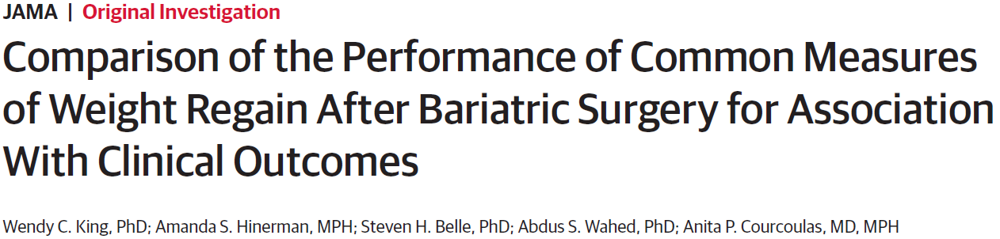 JAMA | Original Investigation
Comparison of the Performance of Common Measures
of Weight Regain After Bariatric Surgery for Association
With Clinical Outcomes
Wendy C. King, PhD; Amanda S. Hinerman, MPH; Steven H. Belle, PhD; Abdus S. Wahed, PhD; Anita P. Courcoulas, MD, MPH